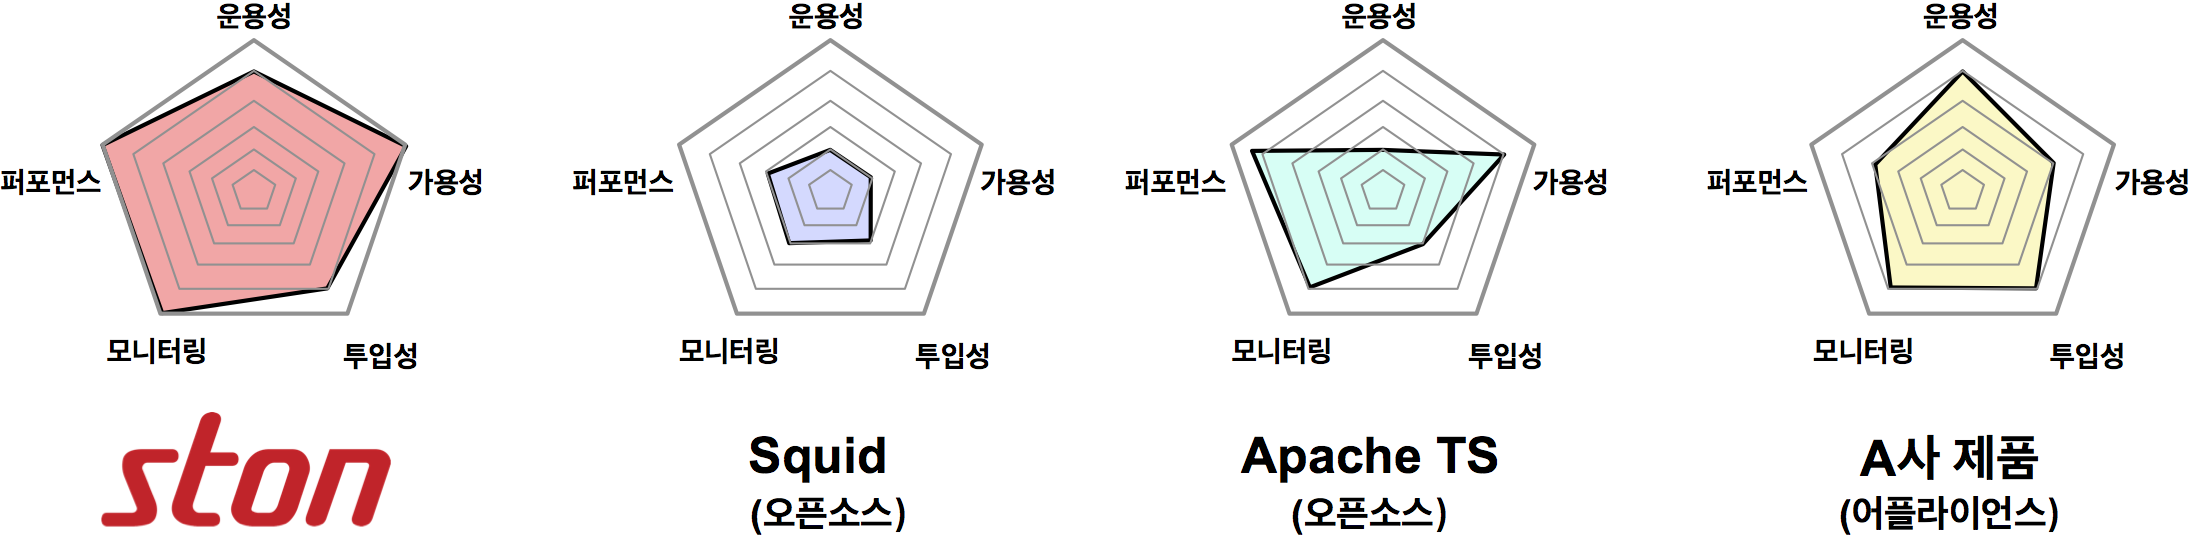 운용성
퍼포먼스
가용성
모니터링
투입성
ston
운용성
퍼포먼스
가용성
모니터링
투입성
Squid
(오픈소스)
운용성
퍼포먼스
가용성
모니터링
투입성
Apache TS
(오픈소스)
운용성
퍼포먼스
가용성
모니터링
투입성
A사 제품
(어플라이언스)